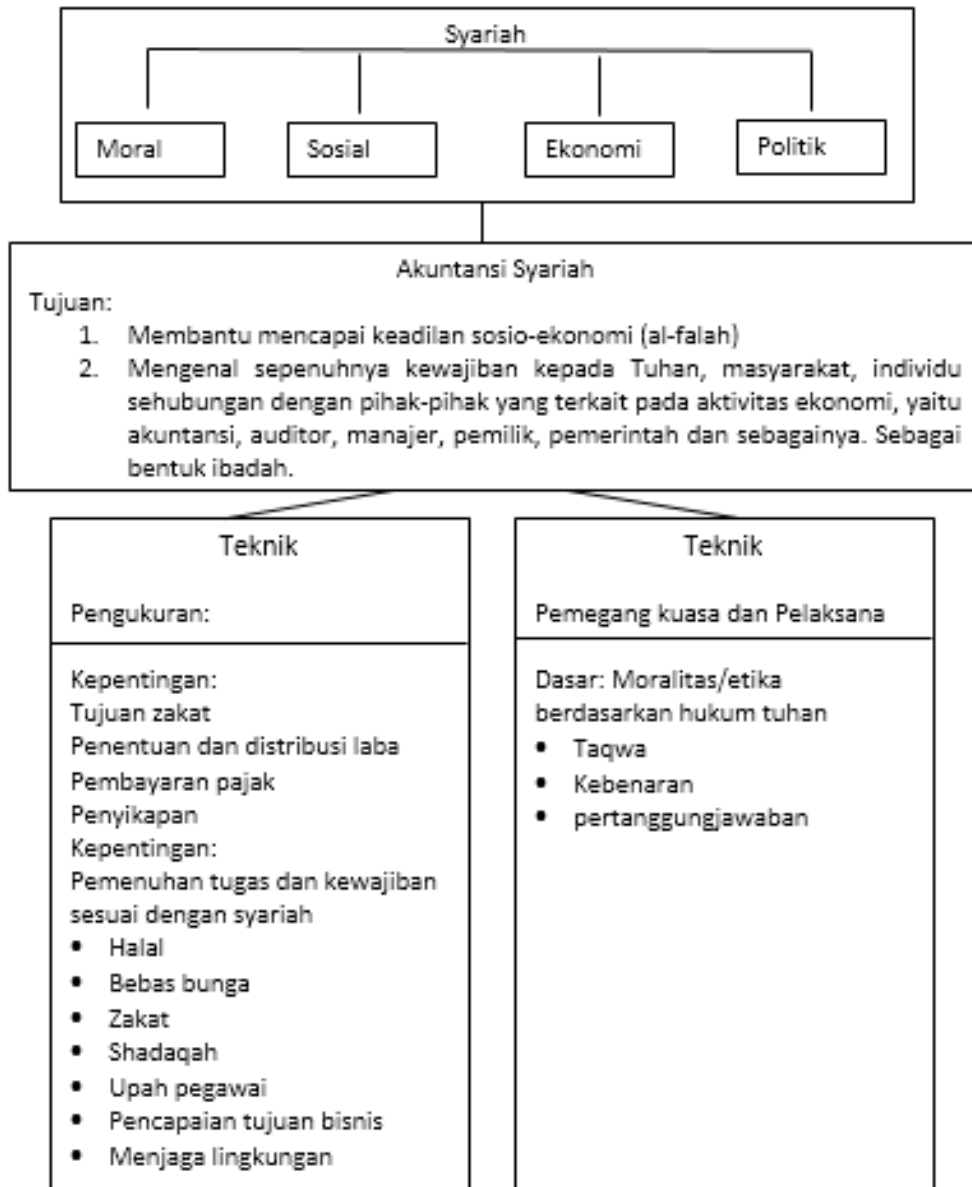 Syariah
Moral
Sosial
Ekonomi
Politik
Akuntansi Syariah
Tujuan:
1. Membantu mencapai keadilan sosio-ekonomi (al-falah)
2. Mengenal sepenuhnya kewajiban kepada Tuhan, masyarakat, individu
sehubungan dengan pihak-pihak yang terkait pada aktivitas ekonomi, yaitu
akuntansi, auditor, manajer, pemilik, pemerintah dan sebagainya. Sebagai
bentuk ibadah.
Teknik
Pengukuran:
Kepentingan:
Tujuan zakat
Penentuan dan distribusi laba
Pembayaran pajak
Penyikapan
Kepentingan:
Pemenuhan tugas dan kewajiban
sesuai dengan syariah
• Halal
• Bebas bunga
• Zakat
• Shadaqah
• Upah pegawai
• Pencapaian tujuan bisnis
• Menjaga lingkungan
Teknik
Pemegang kuasa dan Pelaksana
Dasar: Moralitas/etika
berdasarkan hukum tuhan
• Taqwa
• Kebenaran
• pertanggungjawaban